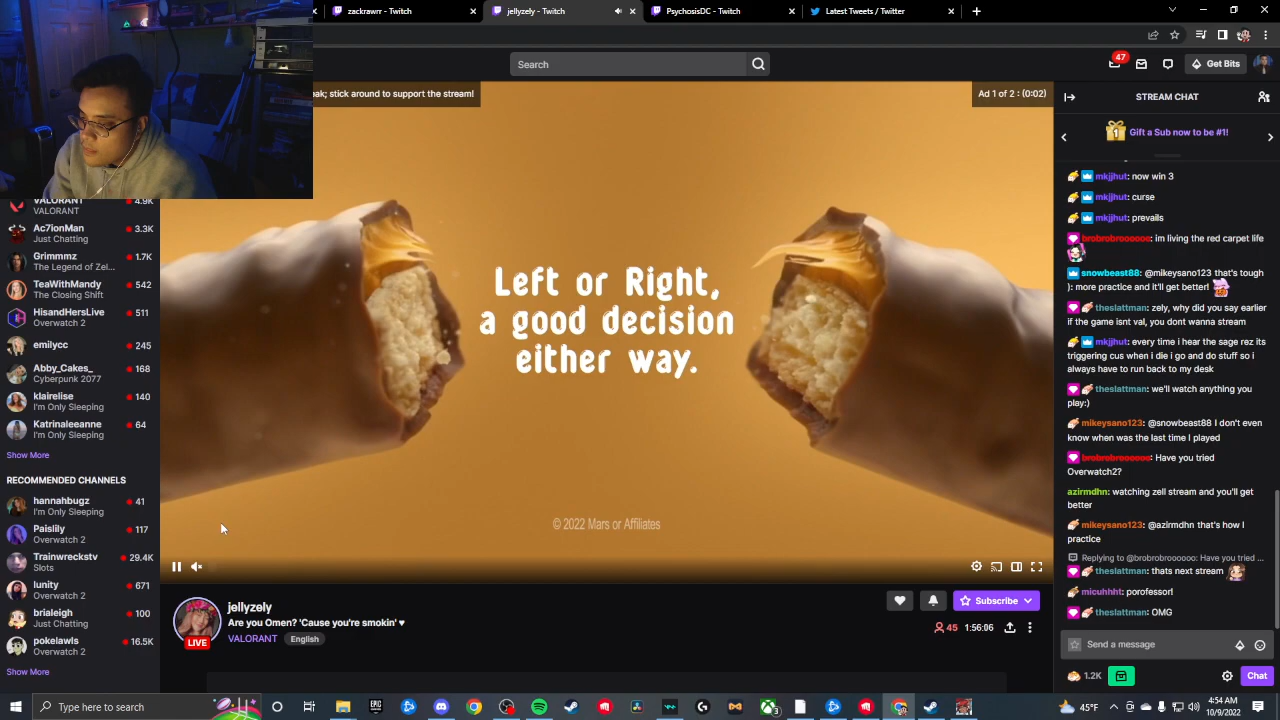 zackrawrr - Twitch
jellyzely - Twitch
PsychosisDC - Twitch
Latest Tweets / Twitter
Search
47
Get Bits
eak; stick around to support the stream!
Ad 1 of 2 : (0:02)
STREAM CHAT
Gift a Sub now to be #1!
VALORANT
VALORANT
4.9K
Ac7ionMan
Just Chatting
3.3K
Grimmmz
The Legend of Zel...
1.7K
TeaWithMandy
The Closing Shift
542
HisandHersLive
Overwatch 2
511
emilycc
245
Abby_Cakes_
Cyberpunk 2077
168
klairelise
I'm Only Sleeping
140
Katrinaleeanne
I'm Only Sleeping
64
Show More
RECOMMENDED CHANNELS
hannahbugz
I'm Only Sleeping
41
Paisliiy
Overwatch 2
117
Trainwreckstv
Slots
29.4K
lunity
Overwatch 2
671
brialeigh
Just Chatting
100
pokelawls
Overwatch 2
16.5K
Show More
Left or Right,
a good decision
either way.
© 2022 Mars or Affiliates
jellyzely
Are you Omen? 'Cause you're smokin' ♥
VALORANT
English
LIVE
Subscribe
45
1:56:06
mkjjhut: now win 3
mkjjhut: curse
mkjjhut: prevails
brobrobroooooo: im living the red carpet life
snowbeast88: @mikeysano123 that's tough
): more practice and it'll get better!
theslattman: zely, why did you say earlier
if the game isnt val, you dont wanna stream
mkjjhut: every time i hear the ult sounds its
triggering cus when i die i go and do stuff so i
always have to run back to my desk
theslattman: we'll watch anything you
play:)
mikeysano123: @snowbeast88 I don't even
know when was the last time I played
brobrobroooooo: Have you tried
Overwatch2?
azirmdhn: watching zell stream make you
better
mikeysano123: @azirmdhn that's how I
practice
Replying to @brobrobroooooo: Have you tried ...
theslattman: thats next stream
micuhhht: porofessor!
theslattman: OMG
Send a message
1.2K
Chat
Type here to search
45°F
4:54 AM
10/9/2022